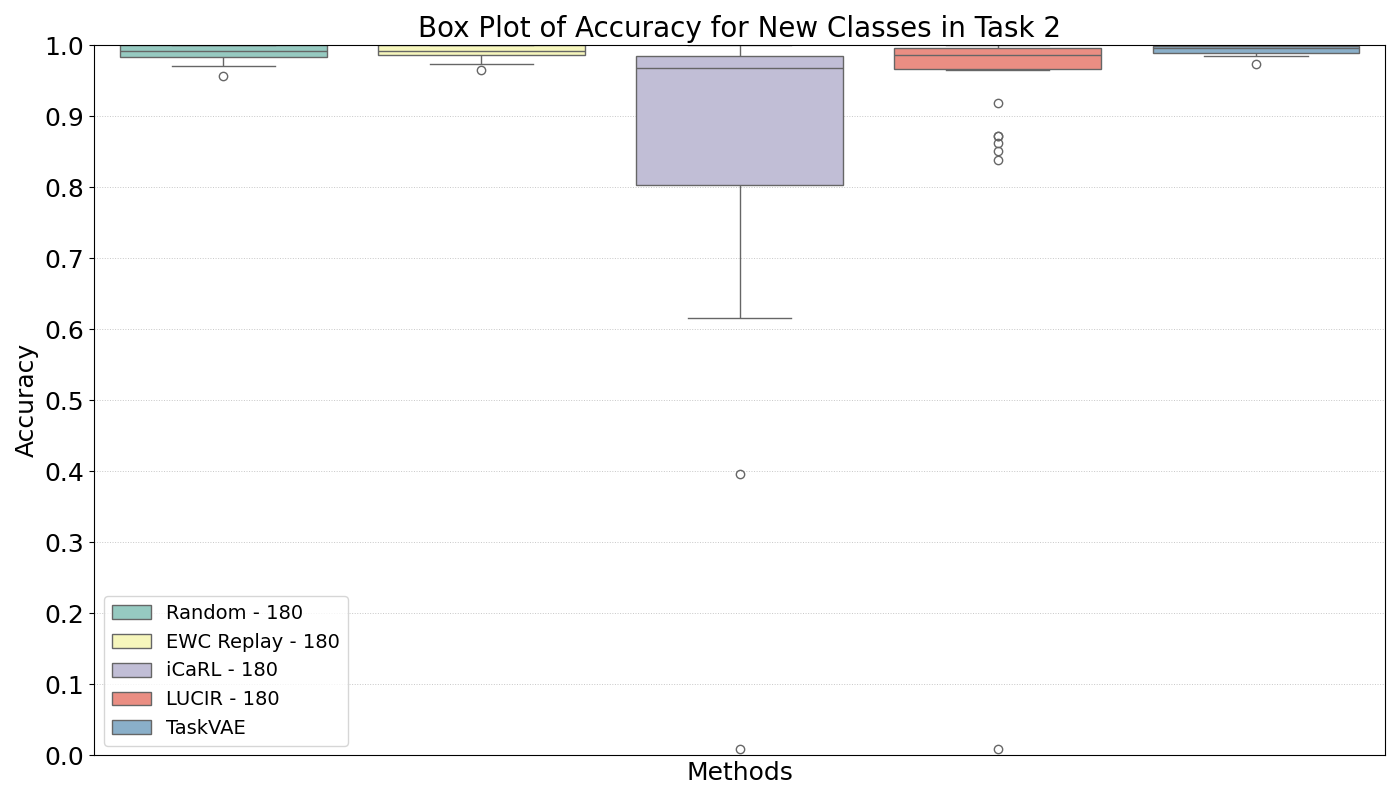 Box Plot of Accuracy for New Classes in Task 2
1.0
0.9
0.8
0.7
0.6
0.5
0.4
0.3
0.2
0.1
0.0
Accuracy
Random - 180
EWC Replay - 180
iCaRL - 180
LUCIR - 180
TaskVAE
Methods